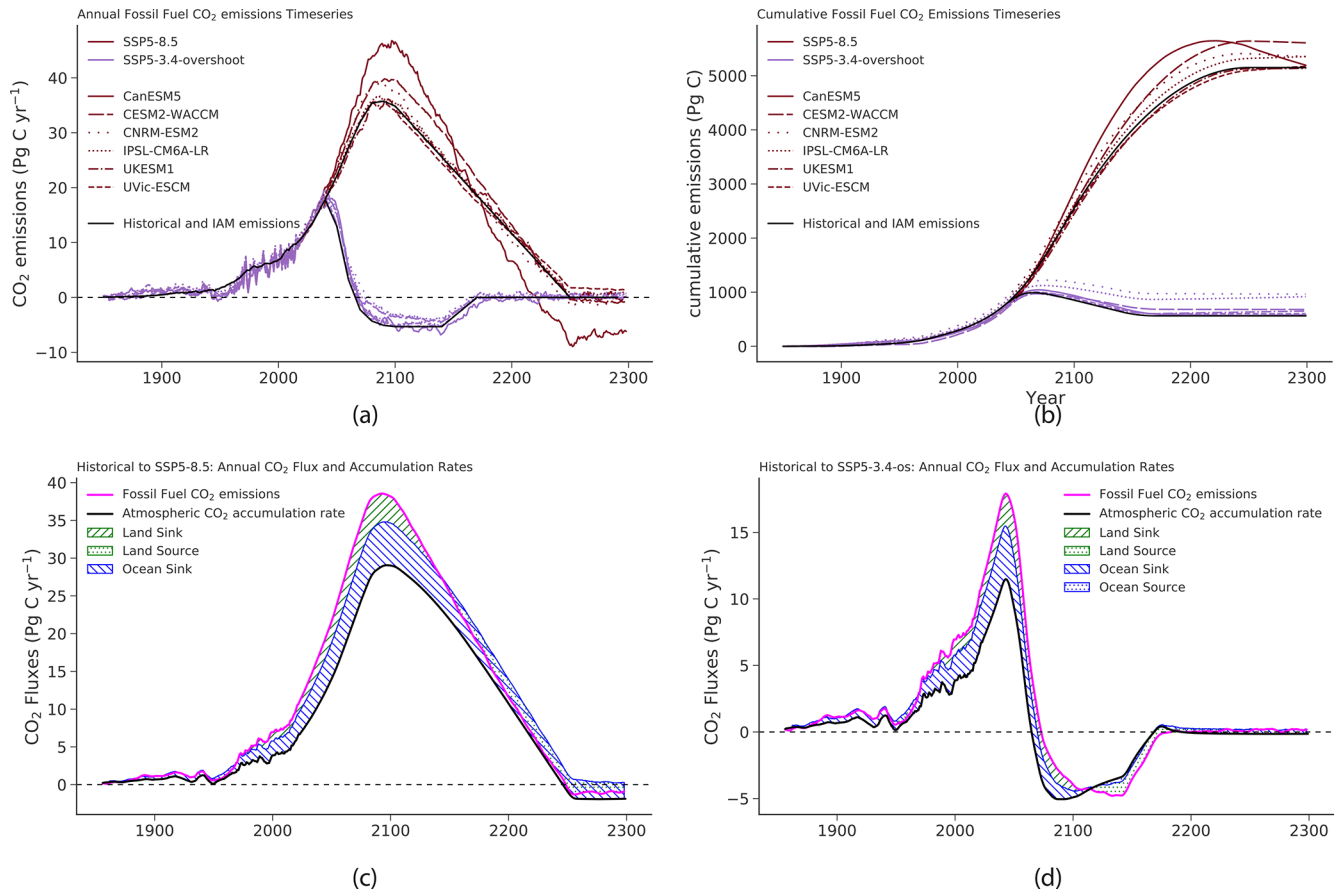 Annual Fossil Fuel CO₂ emissions Timeseries
CO₂ emissions (Pg C yr⁻¹)
40
30
20
10
0
−10
SSP5-8.5
SSP5-3.4-overshoot
CanESM5
CESM2-WACCM
CNRM-ESM2
IPSL-CM6A-LR
UKESM1
UVic-ESCM
Historical and IAM emissions
1900 2000 2100 2200 2300
(a)
Cumulative Fossil Fuel CO₂ Emissions Timeseries
cumulative emissions (Pg C)
5000
4000
3000
2000
1000
0
SSP5-8.5
SSP5-3.4-overshoot
CanESM5
CESM2-WACCM
CNRM-ESM2
IPSL-CM6A-LR
UKESM1
UVic-ESCM
Historical and IAM emissions
1900 2000 2100 2200 2300
Year
(b)
Historical to SSP5-8.5: Annual CO₂ Flux and Accumulation Rates
CO₂ Fluxes (Pg C yr⁻¹)
40
35
30
25
20
15
10
5
0
Fossil Fuel CO₂ emissions
Atmospheric CO₂ accumulation rate
Land Sink
Land Source
Ocean Sink
1900 2000 2100 2200 2300
(c)
Historical to SSP5-3.4-os: Annual CO₂ Flux and Accumulation Rates
CO₂ Fluxes (Pg C yr⁻¹)
15
10
5
0
−5
Fossil Fuel CO₂ emissions
Atmospheric CO₂ accumulation rate
Land Sink
Land Source
Ocean Sink
Ocean Source
1900 2000 2100 2200 2300
(d)